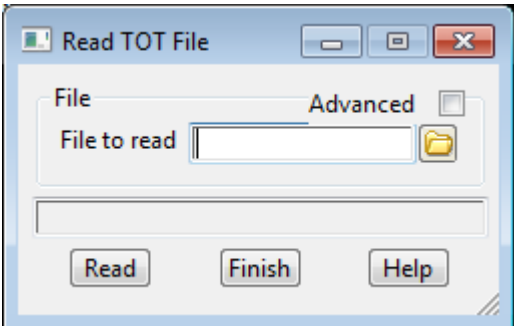 Read TOT File
File Advanced
File to read
Read Finish Help